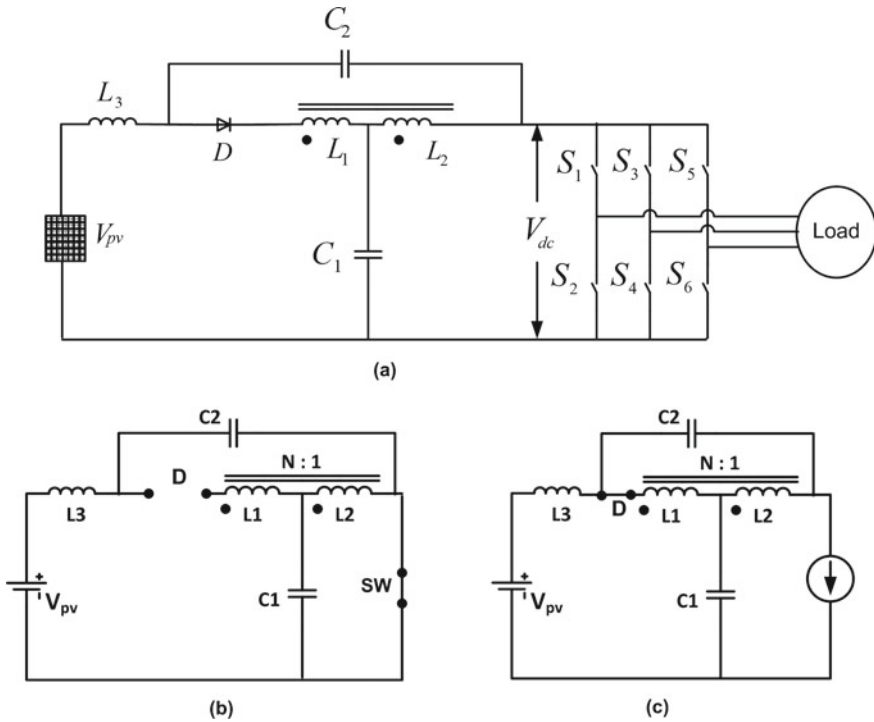 C2
L3
D
L1
L2
Vpv
C1
Vdc
S1
S3
S5
S2
S4
S6
Load
(a)
C2
D
N : 1
L3
L1
L2
Vpv
+
-
C1
SW
(b)
C2
N : 1
L3
D
L1
L2
Vpv
+
-
C1
(c)